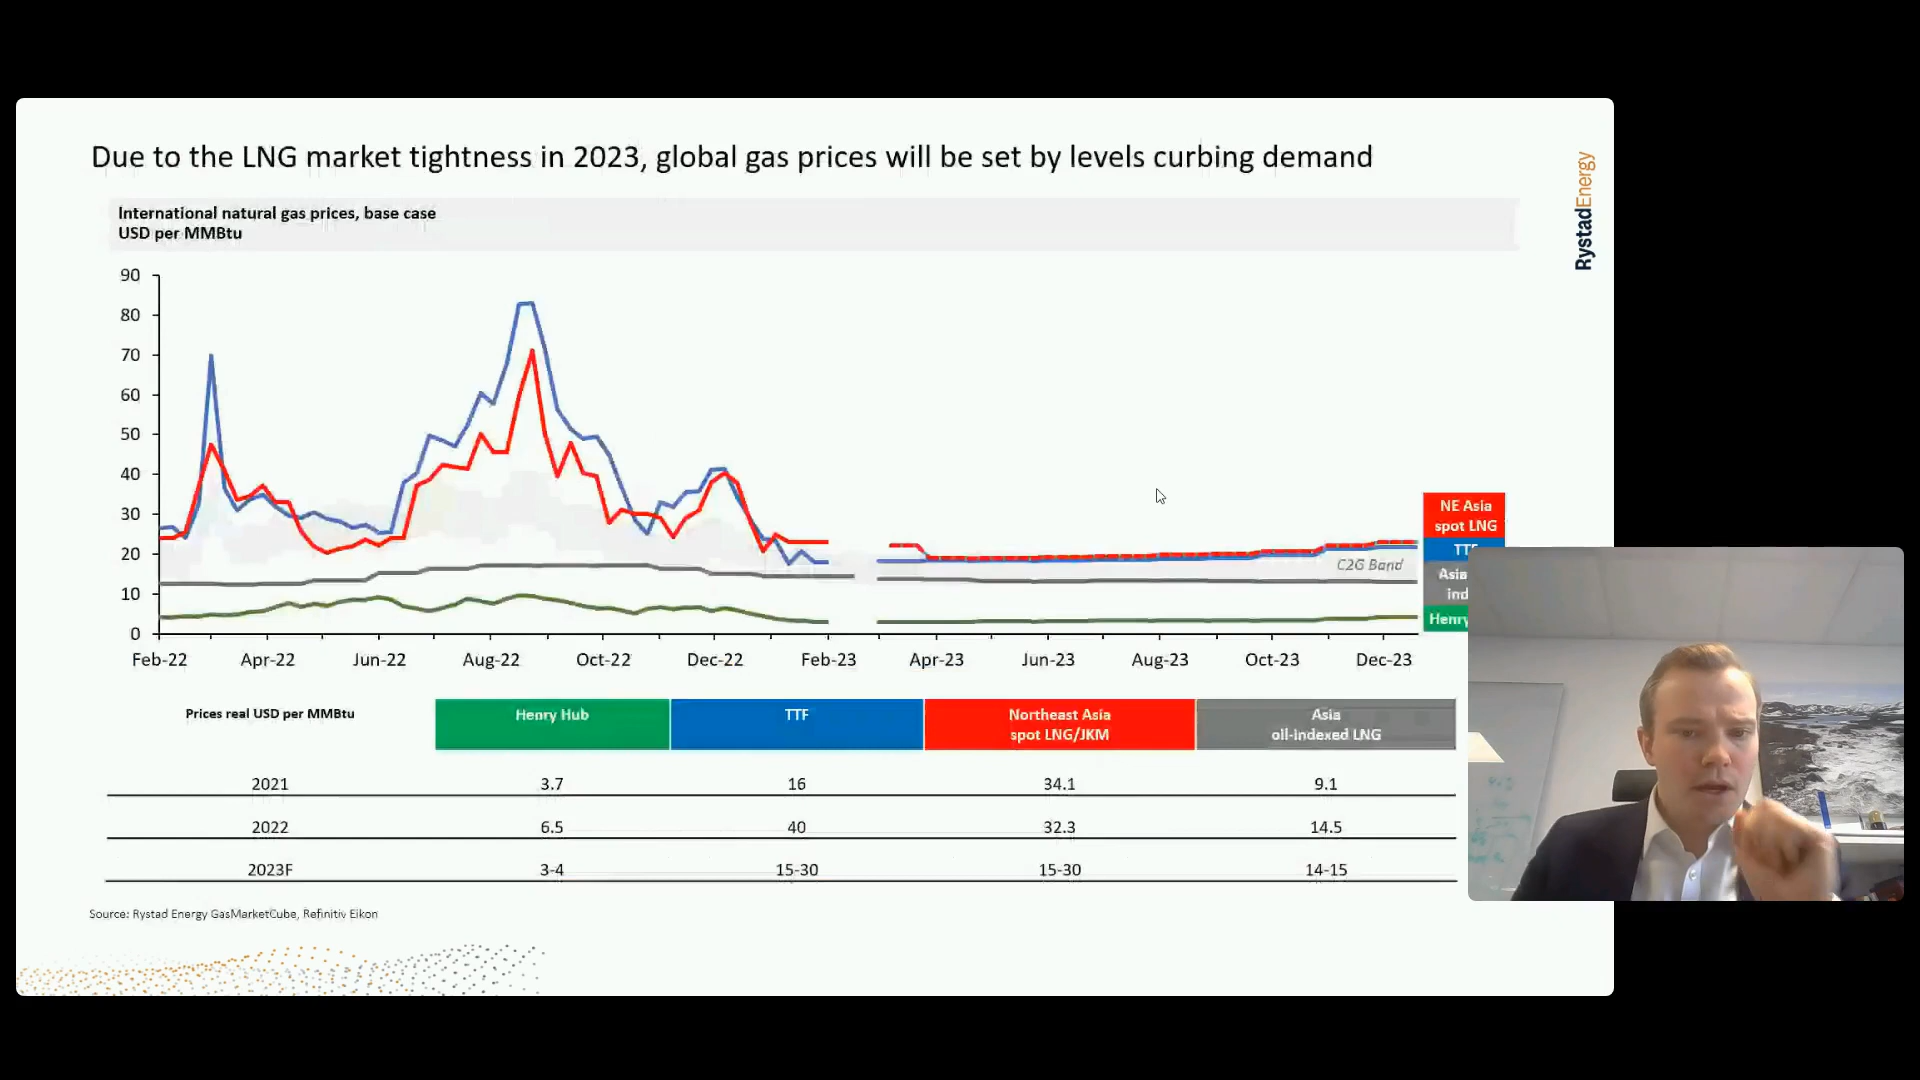 Due to the LNG market tightness in 2023, global gas prices will be set by levels curbing demand
RystadEnergy
International natural gas prices, base case
USD per MMBtu
90
80
70
60
50
40
30
20
10
0
NE Asia
spot LNG
TTF
C2G Band
Asia
ind
Henry
Feb-22 Apr-22 Jun-22 Aug-22 Oct-22 Dec-22 Feb-23 Apr-23 Jun-23 Aug-23 Oct-23 Dec-23
Prices real USD per MMBtu
Henry Hub
TTF
Northeast Asia
spot LNG/JKM
Asia
oil-indexed LNG
2021 3.7 16 34.1 9.1
2022 6.5 40 32.3 14.5
2023F 3-4 15-30 15-30 14-15
Source: Rystad Energy GasMarketCube, Refinitiv Eikon